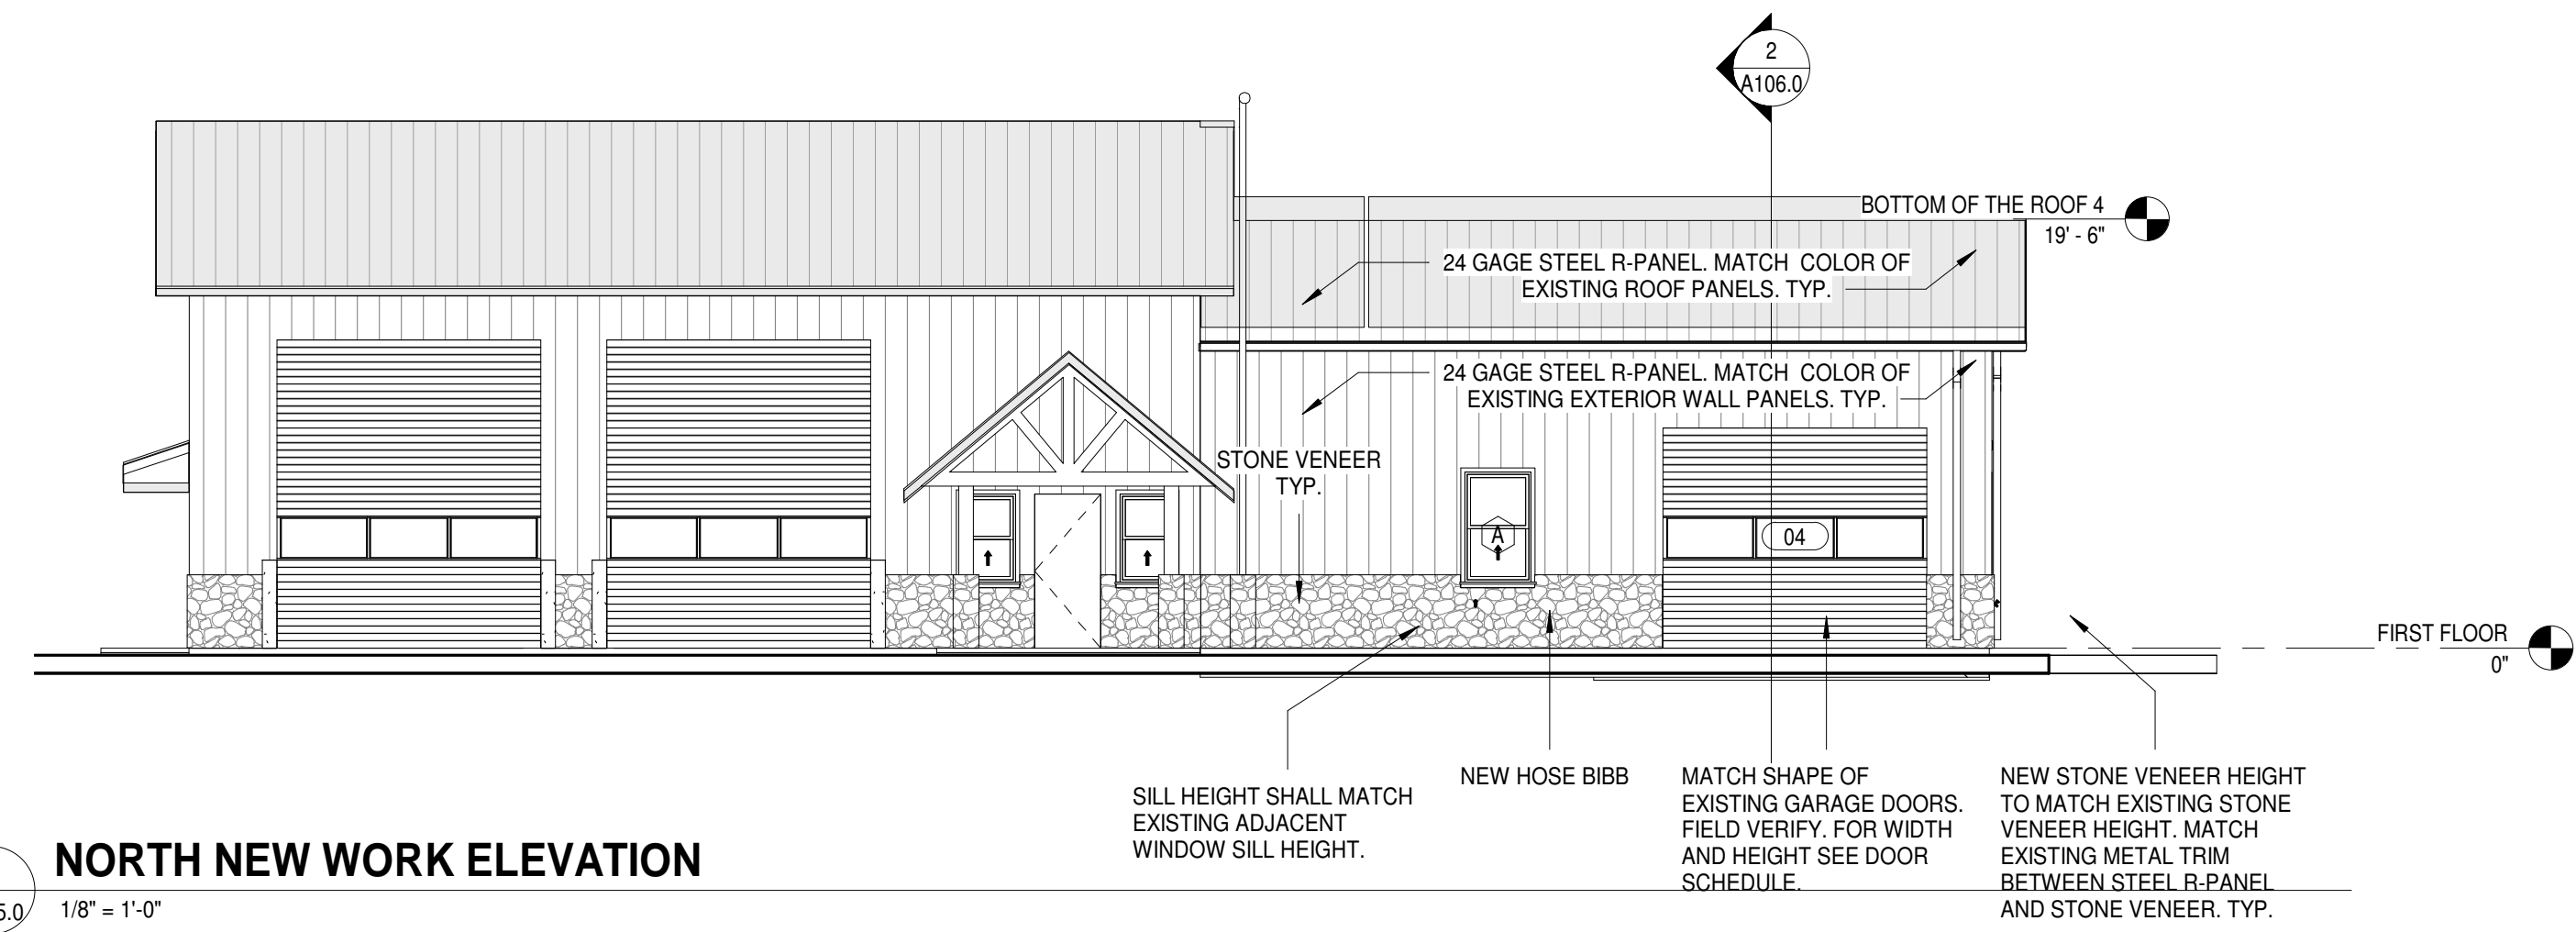 2
A106.0
BOTTOM OF THE ROOF 4
19' - 6"
24 GAGE STEEL R-PANEL. MATCH COLOR OF
EXISTING ROOF PANELS. TYP.
24 GAGE STEEL R-PANEL. MATCH COLOR OF
EXISTING EXTERIOR WALL PANELS. TYP.
STONE VENEER
TYP.
A
04
FIRST FLOOR
0"
SILL HEIGHT SHALL MATCH
EXISTING ADJACENT
WINDOW SILL HEIGHT.
NEW HOSE BIBB
MATCH SHAPE OF
EXISTING GARAGE DOORS.
FIELD VERIFY. FOR WIDTH
AND HEIGHT SEE DOOR
SCHEDULE.
NEW STONE VENEER HEIGHT
TO MATCH EXISTING STONE
VENEER HEIGHT. MATCH
EXISTING METAL TRIM
BETWEEN STEEL R-PANEL
AND STONE VENEER. TYP.
NORTH NEW WORK ELEVATION
5.0
1/8" = 1'-0"